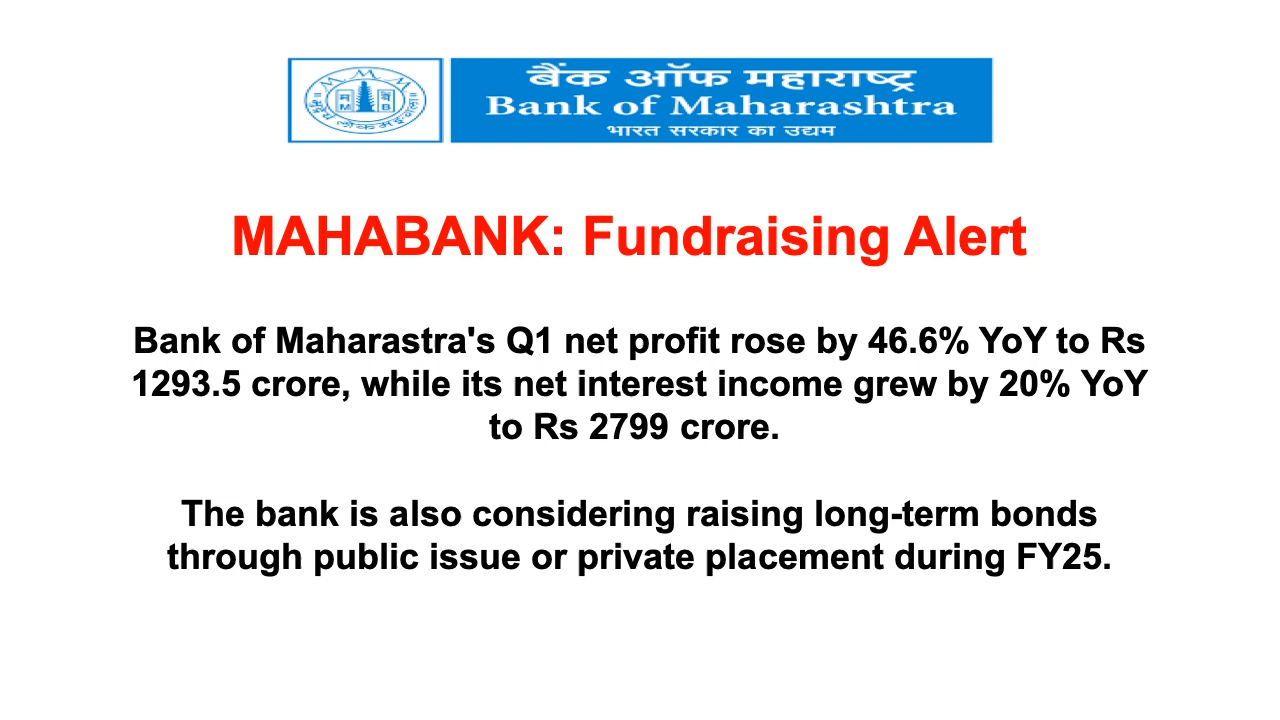 बैंक ऑफ महाराष्ट्र
Bank of Maharashtra
भारत सरकार का उद्यम
MAHABANK: Fundraising Alert
Bank of Maharastra's Q1 net profit rose by 46.6% YoY to Rs
1293.5 crore, while its net interest income grew by 20% YoY
to Rs 2799 crore.
The bank is also considering raising long-term bonds
through public issue or private placement during FY25.